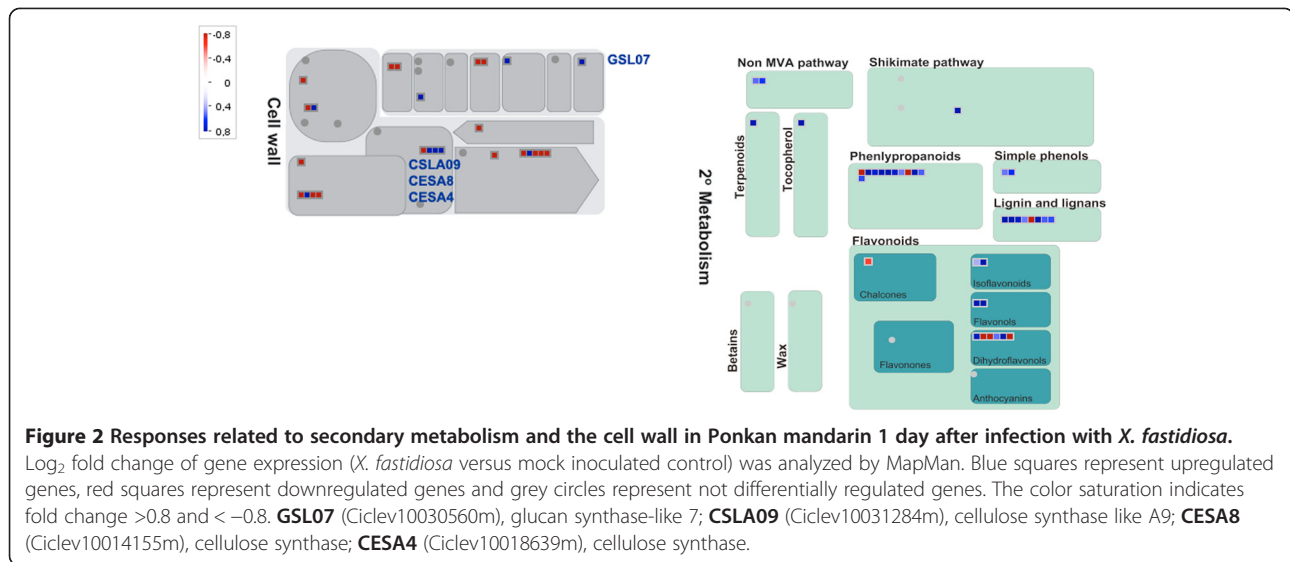 -0,8
-0,4
0
0,4
0,8
Cell wall
GSL07
CSLA09
CESA8
CESA4
2º Metabolism
Non MVA pathway
Shikimate pathway
Terpenoids
Tocopherol
Phenlypropanoids
Simple phenols
Lignin and lignans
Flavonoids
Chalcones
Isoflavonoids
Flavonols
Flavonones
Dihydroflavonols
Anthocyanins
Betains
Wax
Figure 2 Responses related to secondary metabolism and the cell wall in Ponkan mandarin 1 day after infection with X. fastidiosa.
Log₂ fold change of gene expression (X. fastidiosa versus mock inoculated control) was analyzed by MapMan. Blue squares represent upregulated
genes, red squares represent downregulated genes and grey circles represent not differentially regulated genes. The color saturation indicates
fold change >0.8 and < −0.8. GSL07 (Ciclev10030560m), glucan synthase-like 7; CSLA09 (Ciclev10031284m), cellulose synthase like A9; CESA8
(Ciclev10014155m), cellulose synthase; CESA4 (Ciclev10018639m), cellulose synthase.